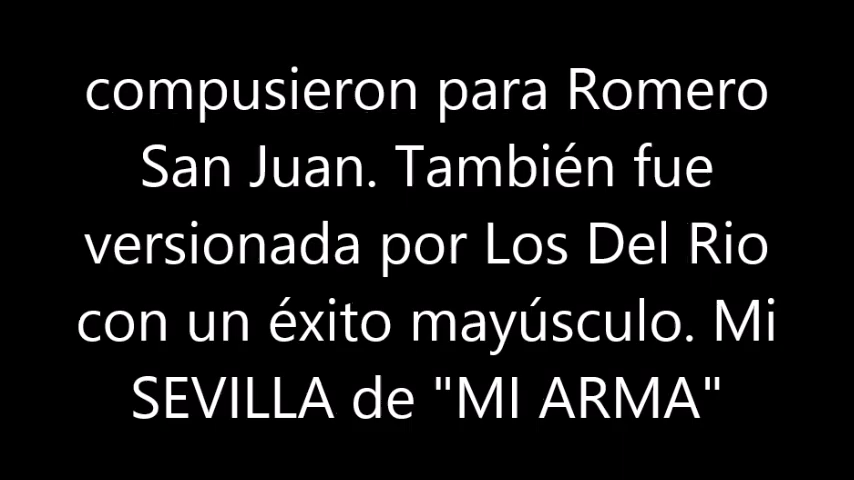 compusieron para Romero
San Juan. También fue
versionada por Los Del Rio
con un éxito mayúsculo. Mi
SEVILLA de "MI ARMA"